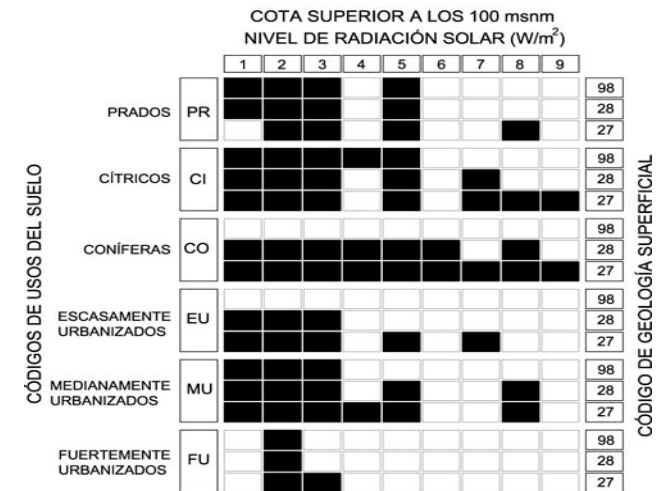 COTA SUPERIOR A LOS 100 msnm
NIVEL DE RADIACIÓN SOLAR (W/m²)
1 2 3 4 5 6 7 8 9
CÓDIGOS DE USOS DEL SUELO
CÓDIGO DE GEOLOGÍA SUPERFICIAL
98
PRADOS PR 28
27
98
CÍTRICOS CI 28
27
98
CONÍFERAS CO 28
27
98
ESCASAMENTE
URBANIZADOS EU 28
27
98
MEDIANAMENTE
URBANIZADOS MU 28
27
98
FUERTEMENTE
URBANIZADOS FU 28
27